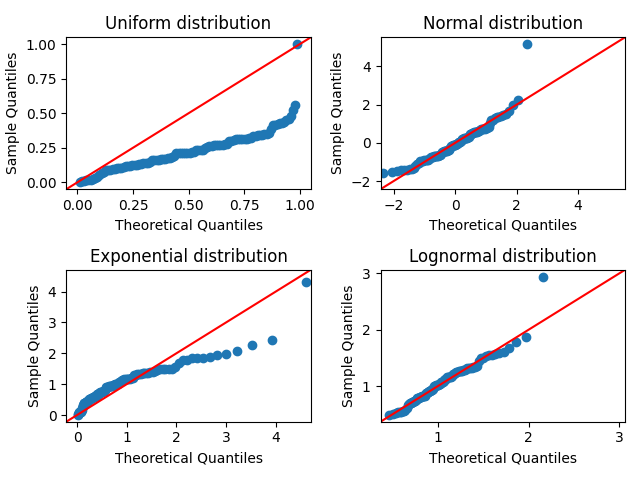 Uniform distribution
1.00
0.75
0.50
0.25
0.00
Sample Quantiles
0.00 0.25 0.50 0.75 1.00
Theoretical Quantiles
Normal distribution
4
2
0
−2
Sample Quantiles
−2 0 2 4
Theoretical Quantiles
Exponential distribution
4
3
2
1
0
Sample Quantiles
0 1 2 3 4
Theoretical Quantiles
Lognormal distribution
3
2
1
Sample Quantiles
1 2 3
Theoretical Quantiles